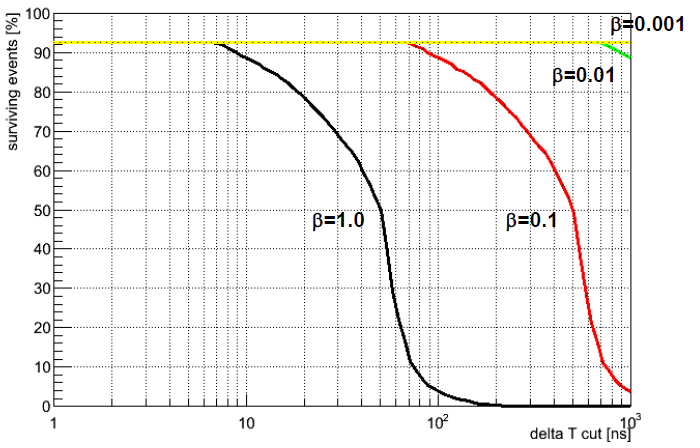 surviving events [%]
100
90
80
70
60
50
40
30
20
10
0
β=0.001
β=0.01
β=1.0
β=0.1
1
10
10²
10³
delta T cut [ns]